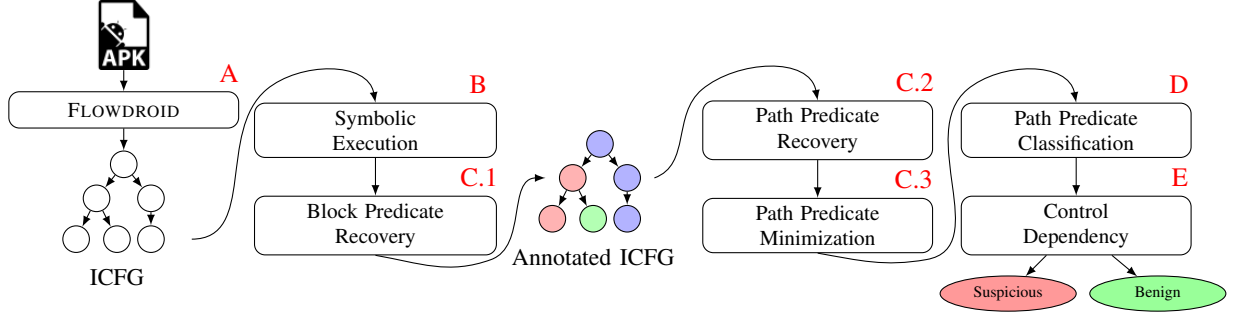 APK
A
FLOWDROID
ICFG
B
Symbolic
Execution
C.1
Block Predicate
Recovery
Annotated ICFG
C.2
Path Predicate
Recovery
C.3
Path Predicate
Minimization
D
Path Predicate
Classification
E
Control
Dependency
Suspicious
Benign